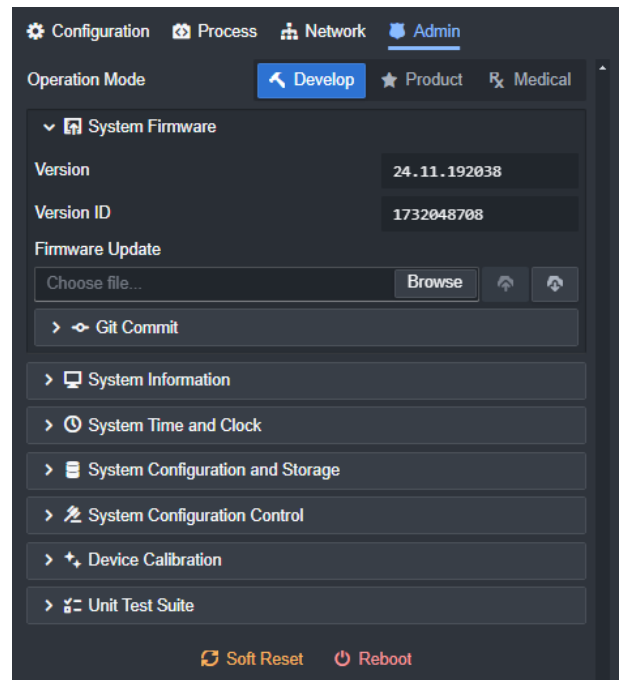 Configuration Process Network Admin
Operation Mode Develop Product Medical
System Firmware
Version 24.11.192038
Version ID 1732048708
Firmware Update
Choose file... Browse
Git Commit
System Information
System Time and Clock
System Configuration and Storage
System Configuration Control
Device Calibration
Unit Test Suite
Soft Reset Reboot